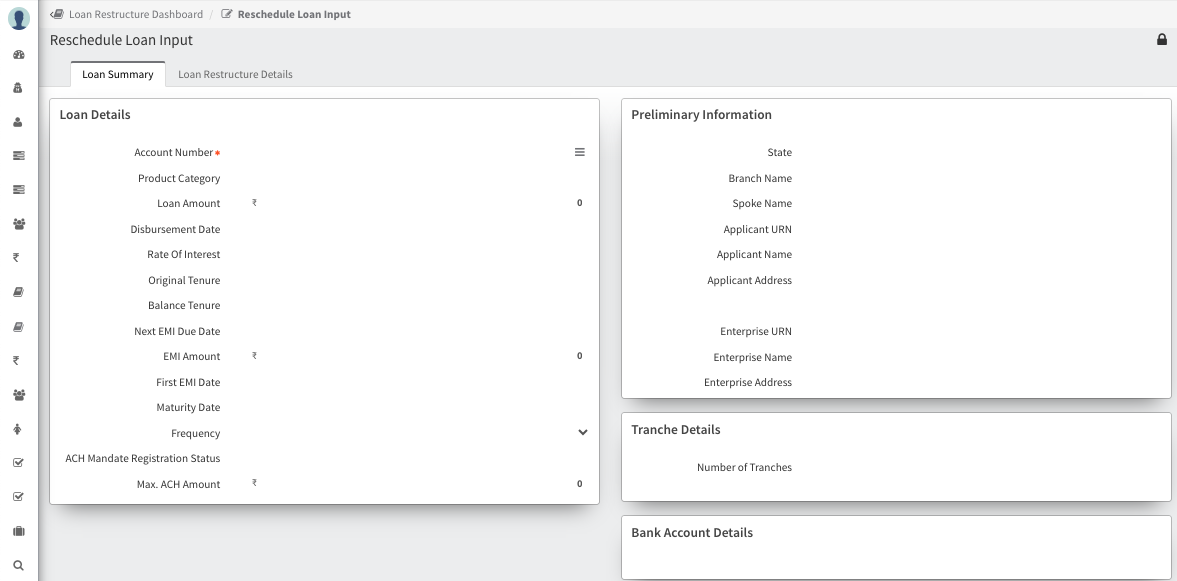 Loan Restructure Dashboard / Reschedule Loan Input
Reschedule Loan Input
Loan Summary
Loan Restructure Details
Loan Details
Account Number*
Product Category
Loan Amount ₹ 0
Disbursement Date
Rate Of Interest
Original Tenure
Balance Tenure
Next EMI Due Date
EMI Amount ₹ 0
First EMI Date
Maturity Date
Frequency
ACH Mandate Registration Status
Max. ACH Amount ₹ 0
Preliminary Information
State
Branch Name
Spoke Name
Applicant URN
Applicant Name
Applicant Address
Enterprise URN
Enterprise Name
Enterprise Address
Tranche Details
Number of Tranches
Bank Account Details